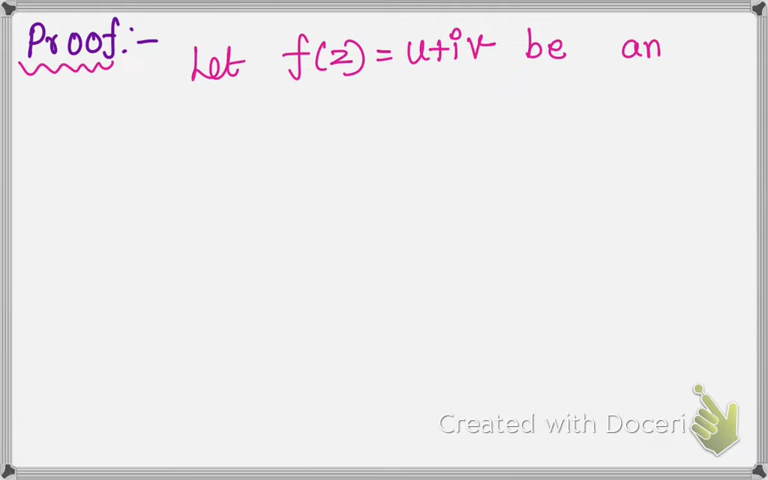 Proof:- Let f(z) = u+iv be an
Created with Doceri